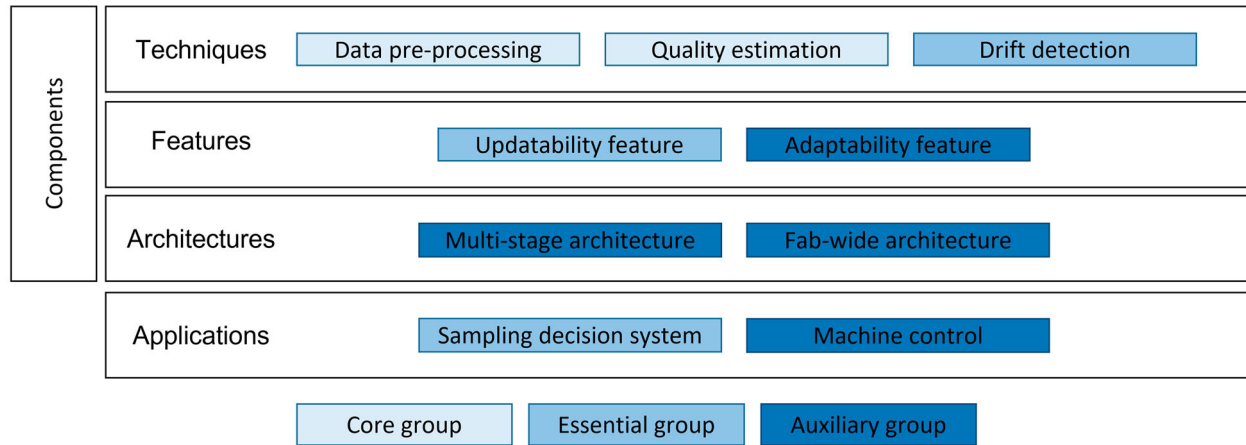 Components
Techniques
Data pre-processing
Quality estimation
Drift detection
Features
Updatability feature
Adaptability feature
Architectures
Multi-stage architecture
Fab-wide architecture
Applications
Sampling decision system
Machine control
Core group
Essential group
Auxiliary group